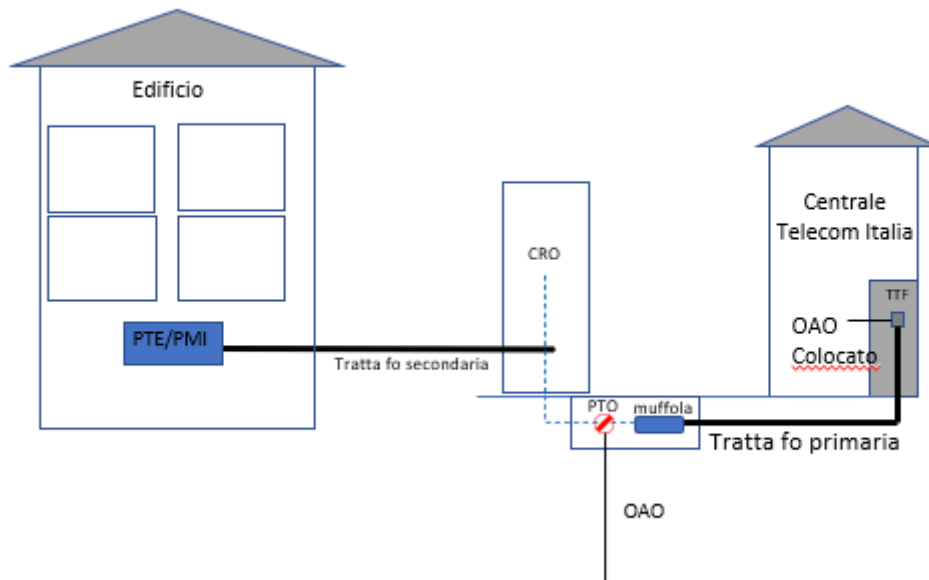 Edificio
PTE/PMI
Tratta fo secondaria
CRO
PTO
muffola
Tratta fo primaria
OAO
Centrale
Telecom Italia
TTF
OAO
Colocato